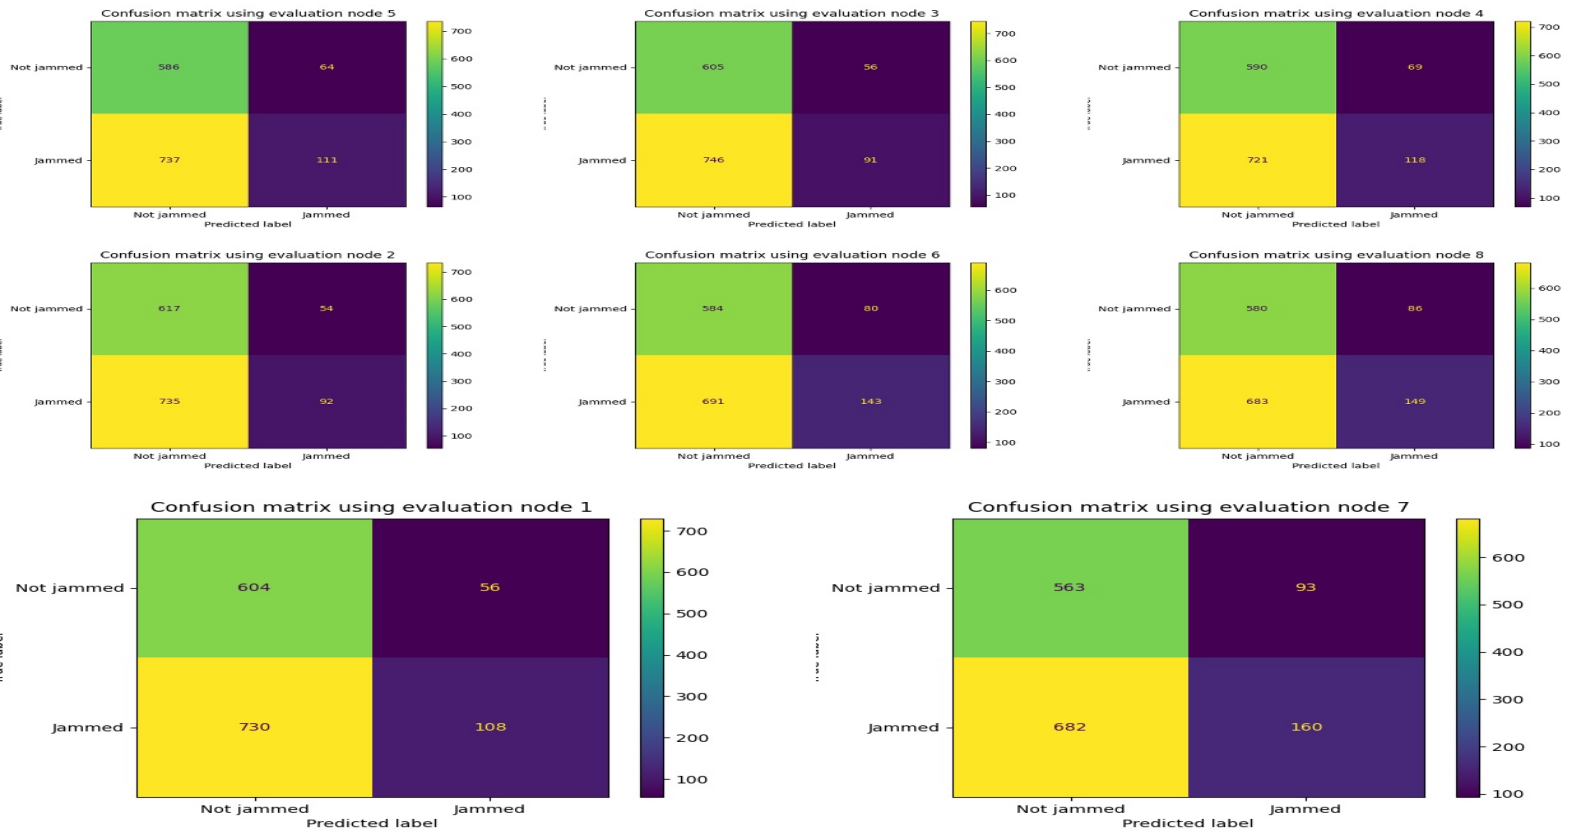 Confusion matrix using evaluation node 5
Not jammed
586
64
Jammed
737
111
Not jammed
Jammed
Predicted label
700
600
500
400
300
200
100
Confusion matrix using evaluation node 3
Not jammed
605
56
Jammed
746
91
Not jammed
Jammed
Predicted label
700
600
500
400
300
200
100
Confusion matrix using evaluation node 4
Not jammed
590
69
Jammed
721
118
Not jammed
Jammed
Predicted label
700
600
500
400
300
200
100
Confusion matrix using evaluation node 2
Not jammed
617
54
Jammed
735
92
Not jammed
Jammed
Predicted label
700
600
500
400
300
200
100
Confusion matrix using evaluation node 6
Not jammed
584
80
Jammed
691
143
Not jammed
Jammed
Predicted label
600
500
400
300
200
100
Confusion matrix using evaluation node 8
Not jammed
580
86
Jammed
683
149
Not jammed
Jammed
Predicted label
600
500
400
300
200
100
Confusion matrix using evaluation node 1
Not jammed
604
56
Jammed
730
108
Not jammed
Jammed
Predicted label
700
600
500
400
300
200
100
Confusion matrix using evaluation node 7
Not jammed
563
93
Jammed
682
160
Not jammed
Jammed
Predicted label
600
500
400
300
200
100